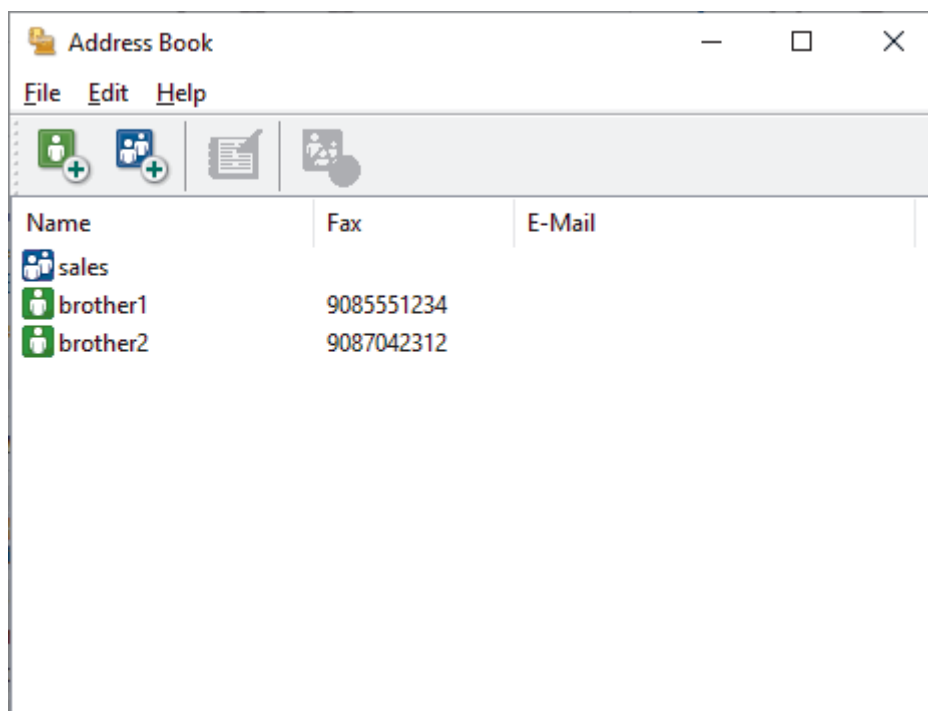 Address Book
File Edit Help
Name Fax E-Mail
sales
brother1 9085551234
brother2 9087042312